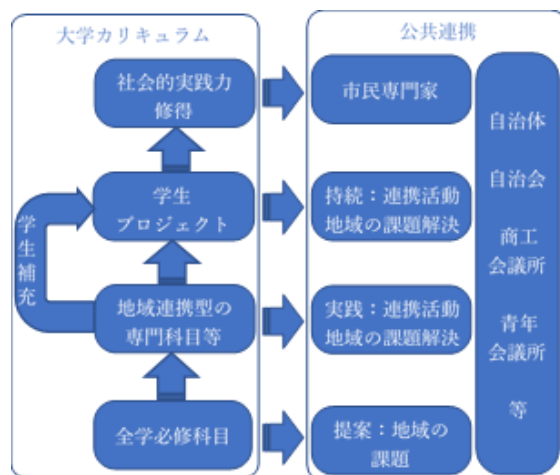 大学カリキュラム
社会的実践力
修得
学生
プロジェクト
学生補充
地域連携型の
専門科目等
全学必修科目
公共連携
市民専門家
持続：連携活動
地域の課題解決
実践：連携活動
地域の課題解決
提案：地域の
課題
自治体
自治会
商工
会議所
青年
会議所
等